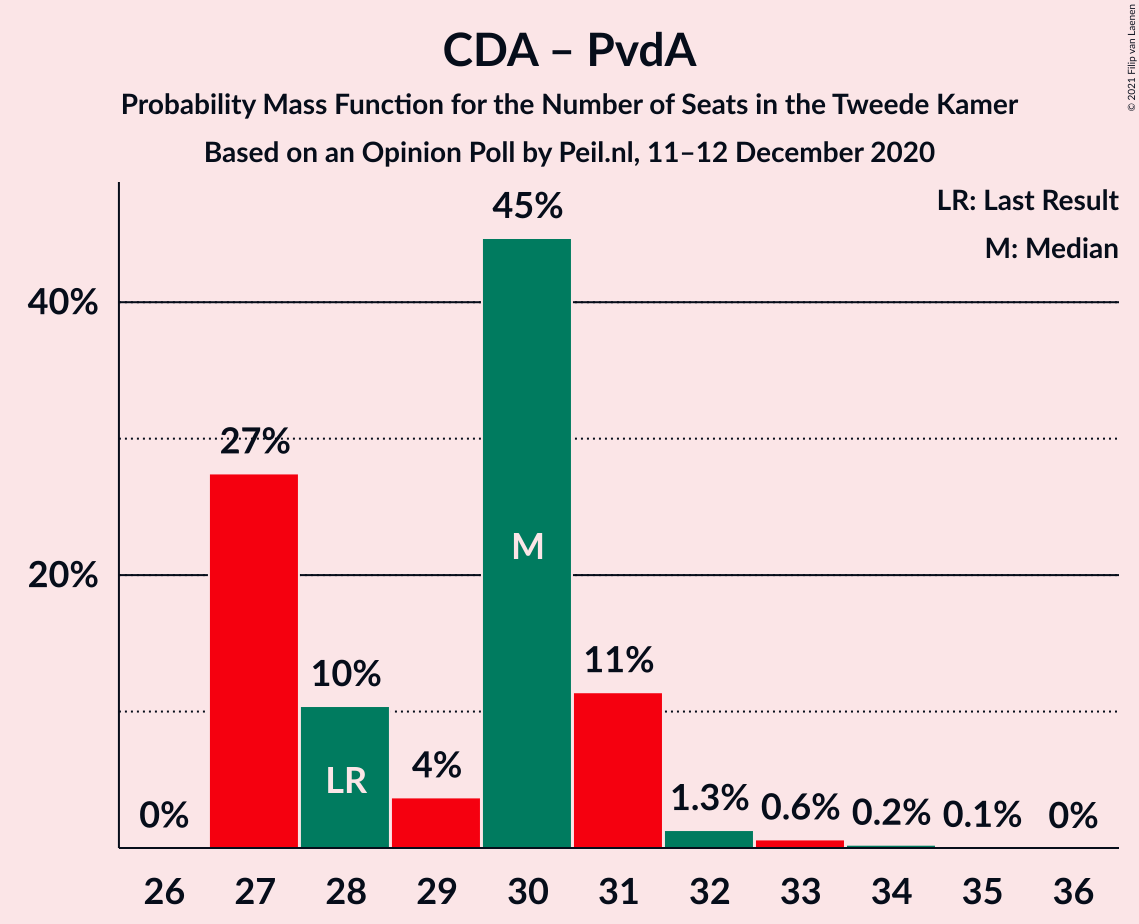 CDA – PvdA
Probability Mass Function for the Number of Seats in the Tweede Kamer
Based on an Opinion Poll by Peil.nl, 11–12 December 2020
© 2021 Filip van Laenen
LR: Last Result
M: Median
40%
20%
0%
27%
10%
4%
45%
11%
1.3%
0.6%
0.2%
0.1%
0%
LR
M
26 27 28 29 30 31 32 33 34 35 36